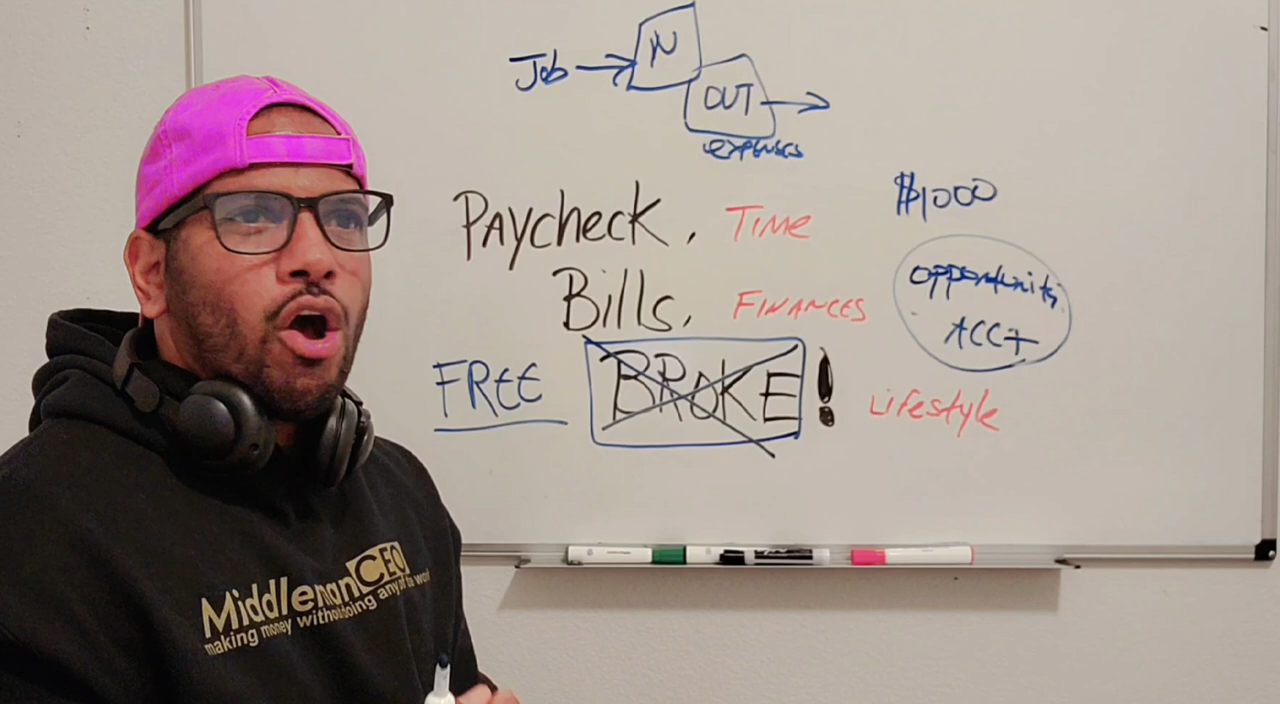 Job → IN
OUT →
expenses
Paycheck, Time
$1000
Bills, Finances
opportunity
Acct
FREE BROKE! Lifestyle
MiddlemanCEO
making money without doing any of the work